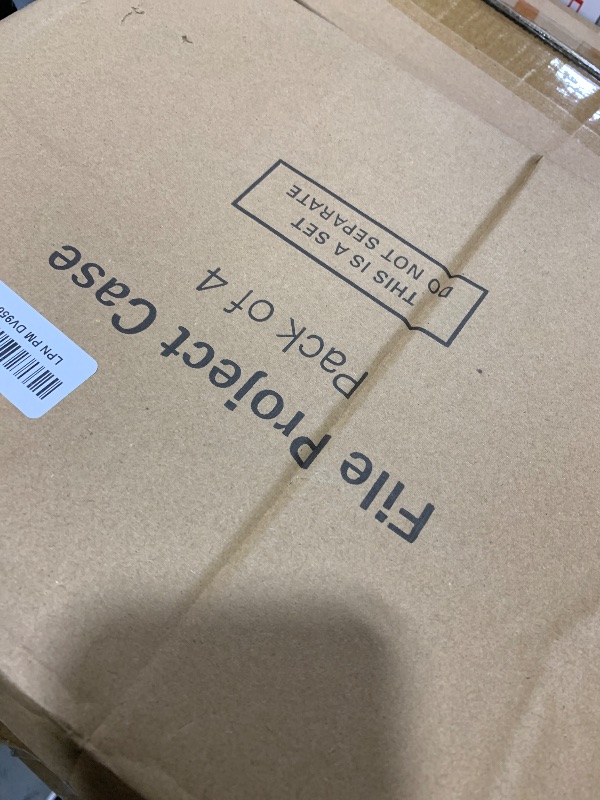 File Project Case
Pack of 4
THIS IS A SET
DO NOT SEPARATE
LPN PM DV95